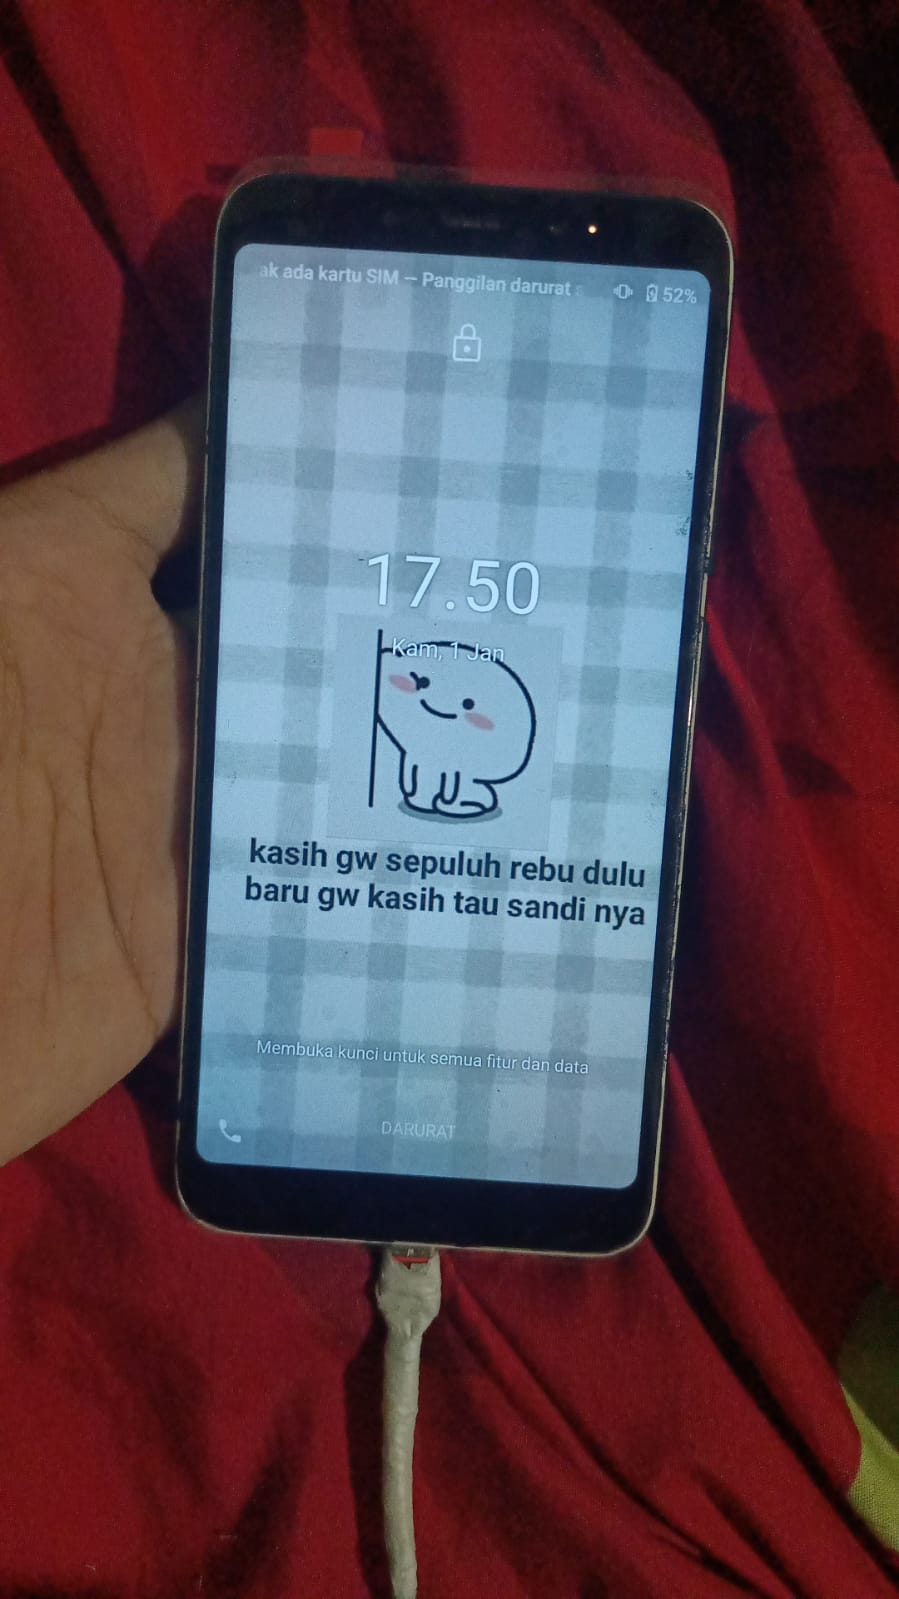 ak ada kartu SIM — Panggilan darurat s
52%
17.50
Kam, 1 Jan
kasih gw sepuluh rebu dulu
baru gw kasih tau sandi nya
Membuka kunci untuk semua fitur dan data
DARURAT